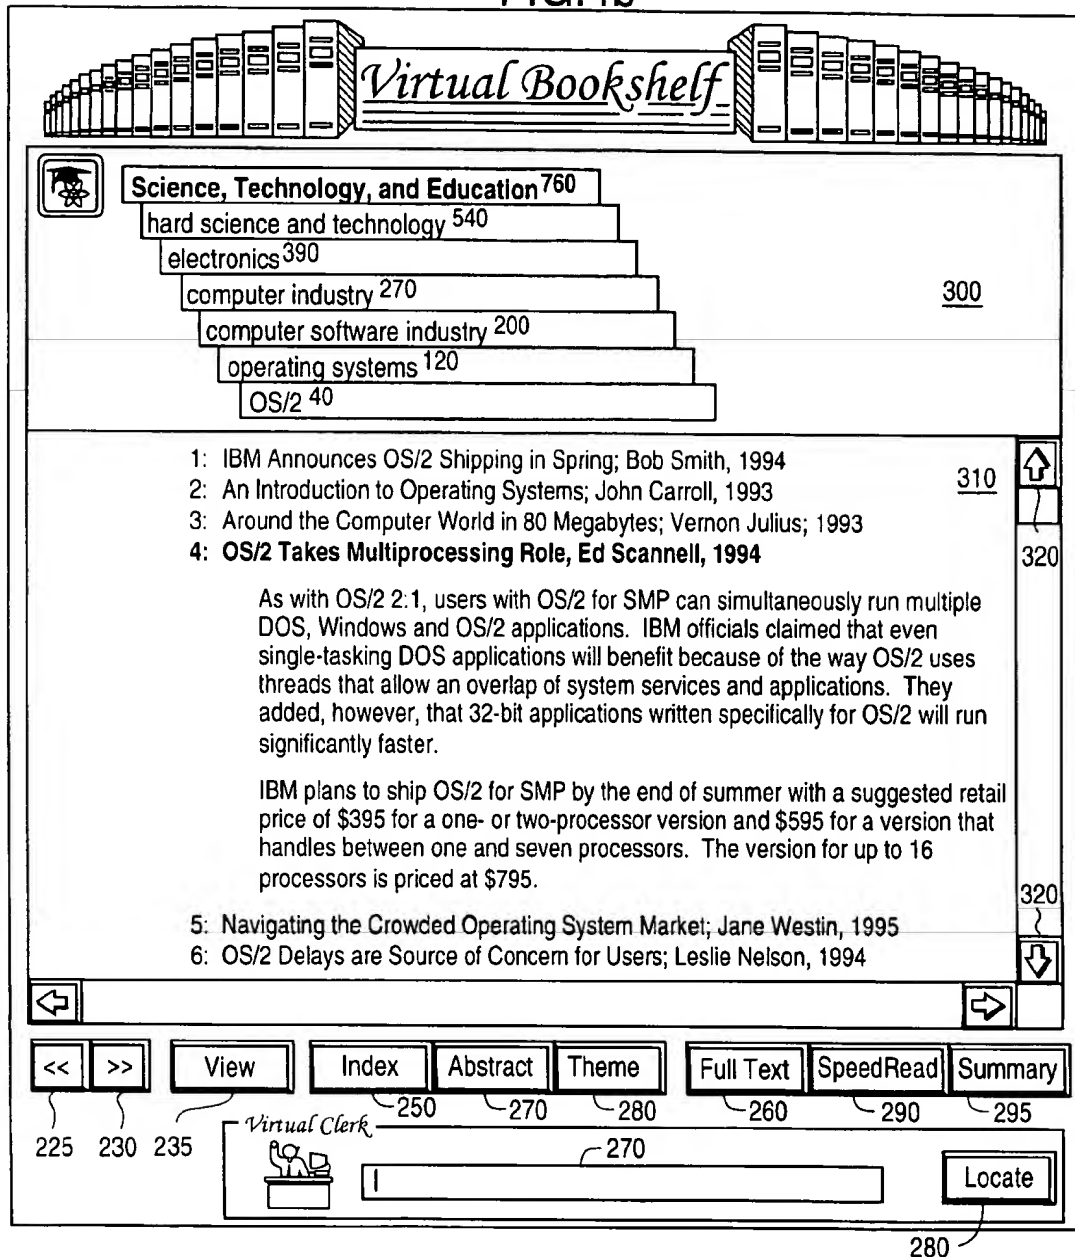 FIG. 4b
Virtual Bookshelf
Science, Technology, and Education 760
hard science and technology 540
electronics 390
computer industry 270
300
computer software industry 200
operating systems 120
OS/2 40
1: IBM Announces OS/2 Shipping in Spring; Bob Smith, 1994
310
2: An Introduction to Operating Systems; John Carroll, 1993
3: Around the Computer World in 80 Megabytes; Vernon Julius; 1993
4: OS/2 Takes Multiprocessing Role, Ed Scannell, 1994
320
As with OS/2 2:1, users with OS/2 for SMP can simultaneously run multiple
DOS, Windows and OS/2 applications. IBM officials claimed that even
single-tasking DOS applications will benefit because of the way OS/2 uses
threads that allow an overlap of system services and applications. They
added, however, that 32-bit applications written specifically for OS/2 will run
significantly faster.
IBM plans to ship OS/2 for SMP by the end of summer with a suggested retail
price of $395 for a one- or two-processor version and $595 for a version that
handles between one and seven processors. The version for up to 16
processors is priced at $795.
320
5: Navigating the Crowded Operating System Market; Jane Westin, 1995
6: OS/2 Delays are Source of Concern for Users; Leslie Nelson, 1994
<< >> View Index Abstract Theme Full Text SpeedRead Summary
250 270 280 260 290 295
225 230 235
Virtual Clerk
270
Locate
280